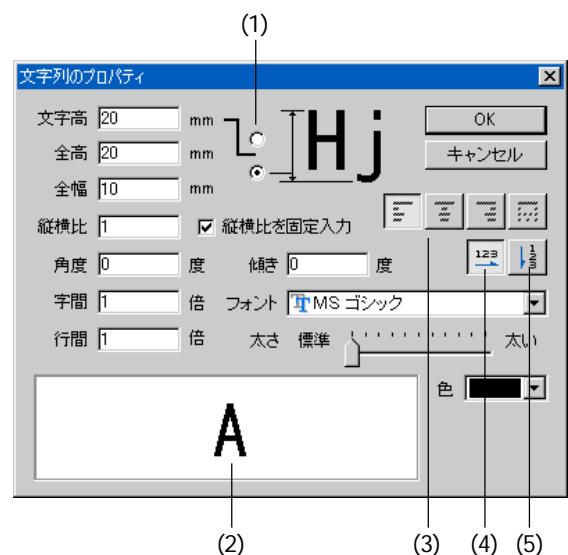 (1)
文字列のプロパティ
文字高 20 mm
全高 20 mm
全幅 10 mm
Hj
OK
キャンセル
縦横比 1 縦横比を固定入力
角度 0 度 傾き 0 度
123
123
字間 1 倍 フォント MS ゴシック
行間 1 倍 太さ 標準 太い
色
A
(2) (3) (4) (5)